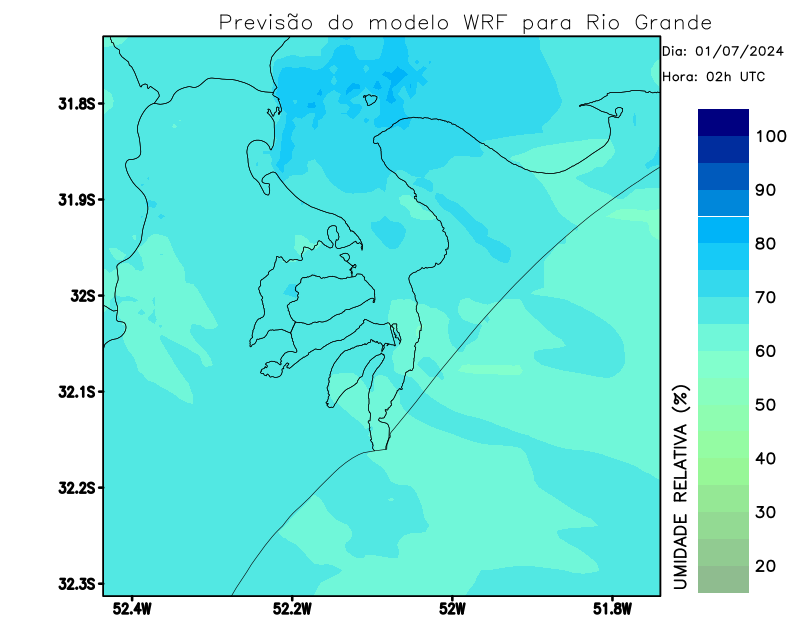 Previsão do modelo WRF para Rio Grande
Dia: 01/07/2024
Hora: 02h UTC
31.8S
31.9S
32S
32.1S
32.2S
32.3S
52.4W
52.2W
52W
51.8W
100
90
80
70
60
50
40
30
20
UMIDADE RELATIVA (%)